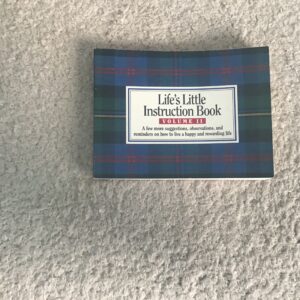 Life's Little
Instruction Book
VOLUME II
A few more suggestions, observations, and
reminders on how to live a happy and rewarding life